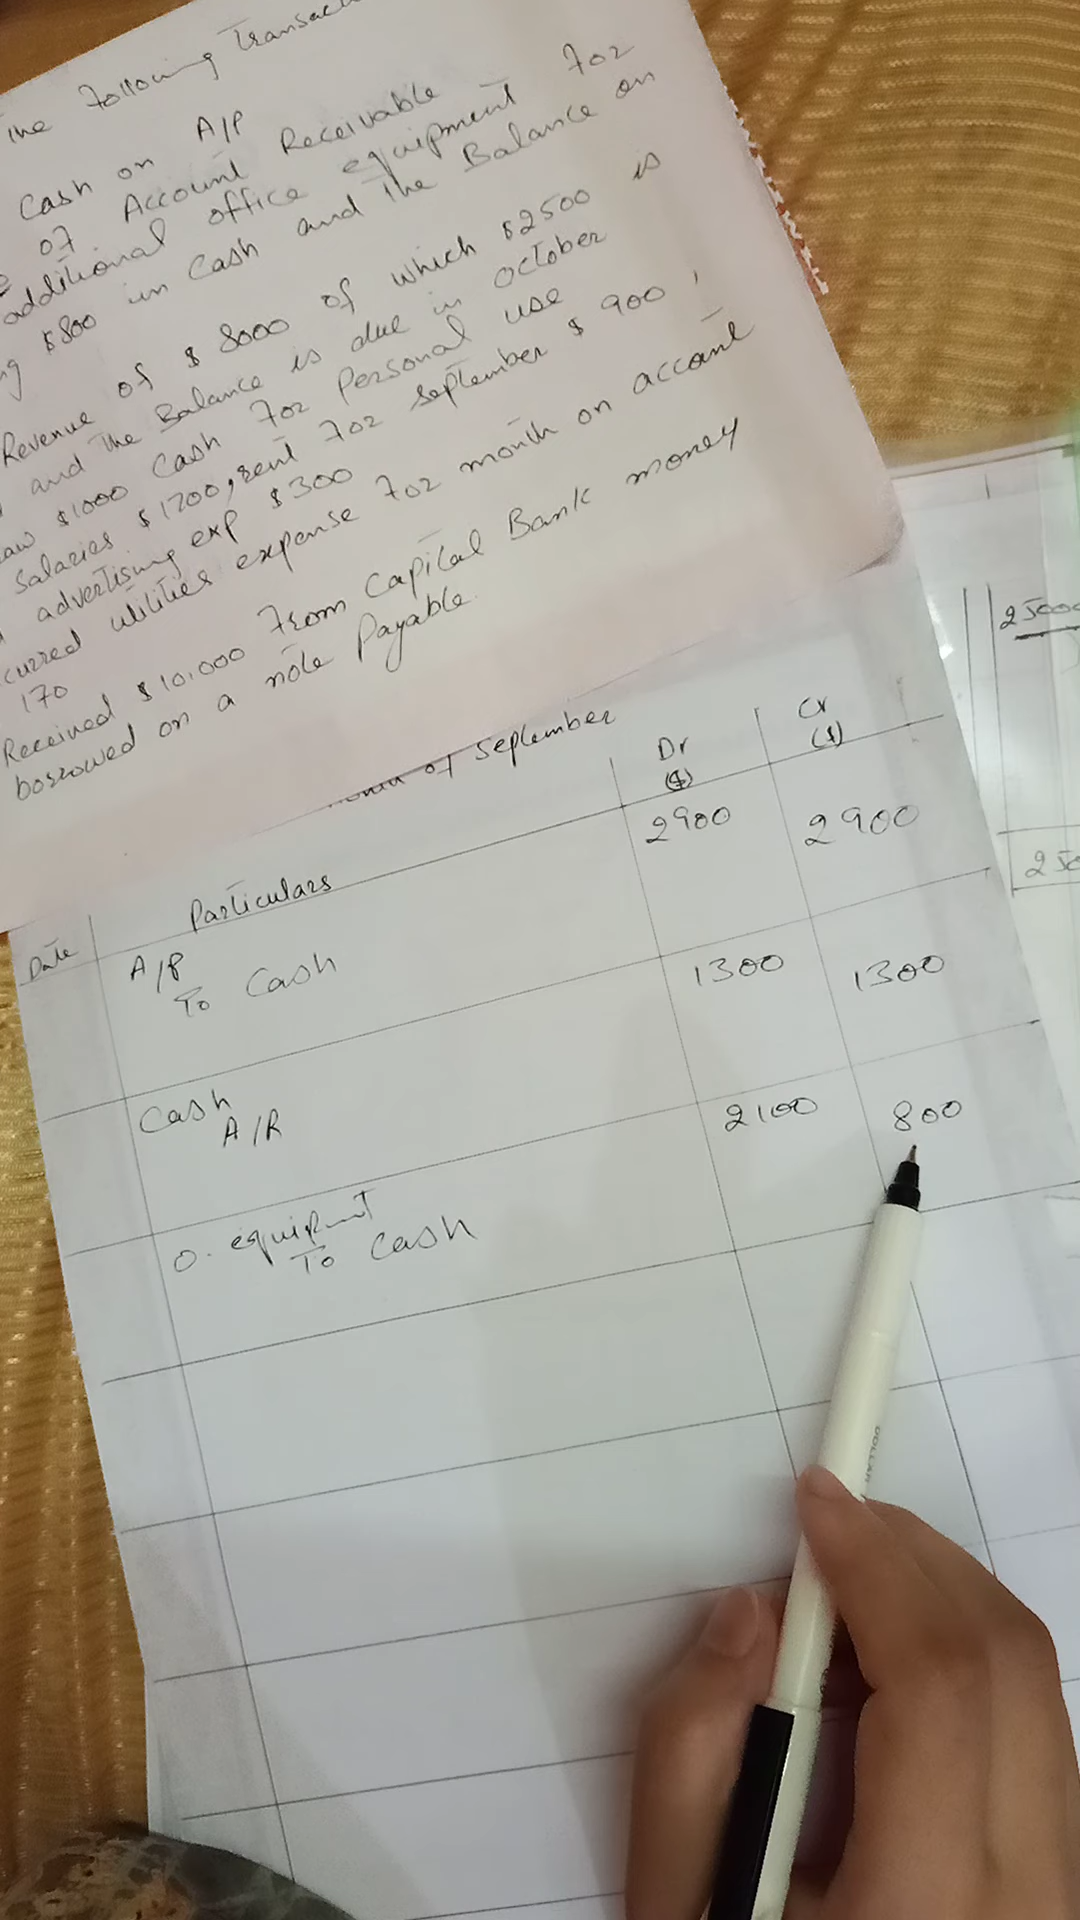 The Following Transac
Cash on A/P
of Account Receivable
additional office equipment for
$800 in cash and the Balance on
Revenue of $ 8000 of which $2500 is
and the Balance is due in october
$1000 cash for Personal use
Salaries $1700, rent for september $ 900,
advertising exp $300
curred utilities expense for month on account
170
Received $10,000 from Capital Bank money
borrowed on a note Payable.
of September
Date Particulars Dr ($) Cr ($)
A/P 2900 2900
To Cash
Cash 1300 1300
A/R
O. equipmt 2100 800
To Cash
2500
250
DOLLAR